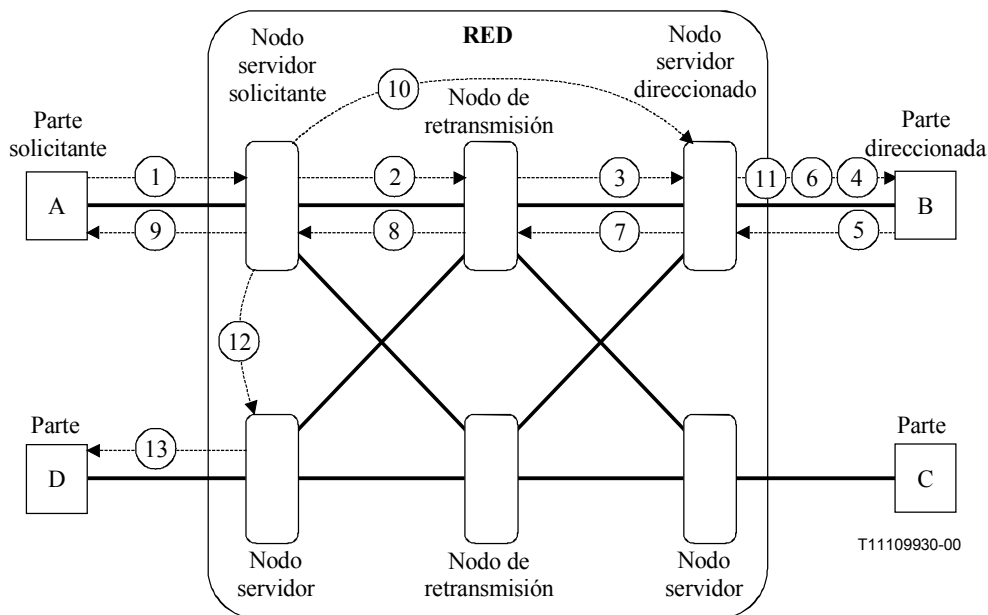 RED
Nodo
servidor
solicitante
Nodo
servidor
direccionado
10
Nodo de
retransmisión
Parte
solicitante
Parte
direccionada
1
2
3
11
6
4
A
B
9
8
7
5
12
Parte
Parte
13
D
C
Nodo
servidor
Nodo de
retransmisión
Nodo
servidor
T11109930-00